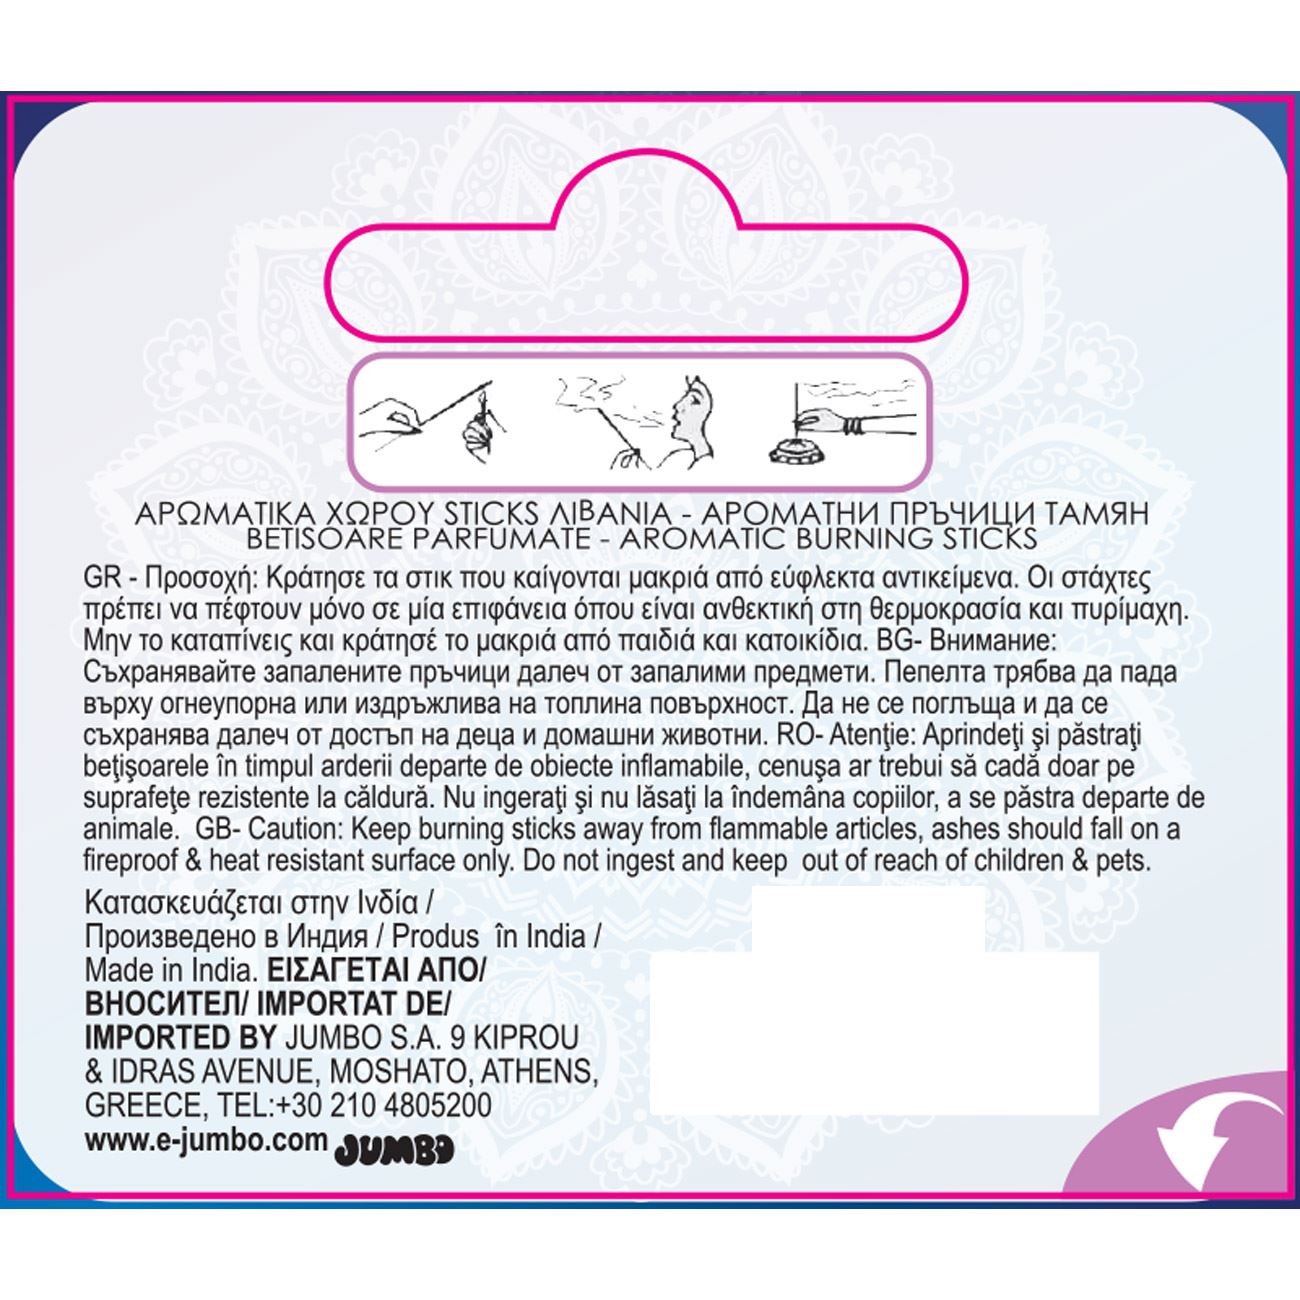 ΑΡΩΜΑΤΙΚΑ ΧΩΡΟΥ STICKS ΛΙΒΑΝΙΑ - АРОМАТНИ ПРЪЧИЦИ ТАМЯН
BETISOARE PARFUMATE - AROMATIC BURNING STICKS
GR - Προσοχή: Κράτησε τα στικ που καίγονται μακριά από εύφλεκτα αντικείμενα. Οι στάχτες
πρέπει να πέφτουν μόνο σε μία επιφάνεια όπου είναι ανθεκτική στη θερμοκρασία και πυρίμαχη.
Μην το καταπίνεις και κράτησέ το μακριά από παιδιά και κατοικίδια. BG- Внимание:
Съхранявайте запалените пръчици далеч от запалими предмети. Пепелта трябва да пада
върху огнеупорна или издръжлива на топлина повърхност. Да не се поглъща и да се
съхранява далеч от достъп на деца и домашни животни. RO- Atenţie: Aprindeţi şi păstraţi
beţişoarele în timpul arderii departe de obiecte inflamabile, cenuşa ar trebui să cadă doar pe
suprafeţe rezistente la căldură. Nu ingeraţi şi nu lăsaţi la îndemâna copiilor, a se păstra departe de
animale. GB- Caution: Keep burning sticks away from flammable articles, ashes should fall on a
fireproof & heat resistant surface only. Do not ingest and keep out of reach of children & pets.
Κατασκευάζεται στην Ινδία /
Произведено в Индия / Produs în India /
Made in India. ΕΙΣΑΓΕΤΑΙ ΑΠΟ/
ВНОСИТЕЛ/ IMPORTAT DE/
IMPORTED BY JUMBO S.A. 9 KIPROU
& IDRAS AVENUE, MOSHATO, ATHENS,
GREECE, TEL:+30 210 4805200
www.e-jumbo.com JUMBO